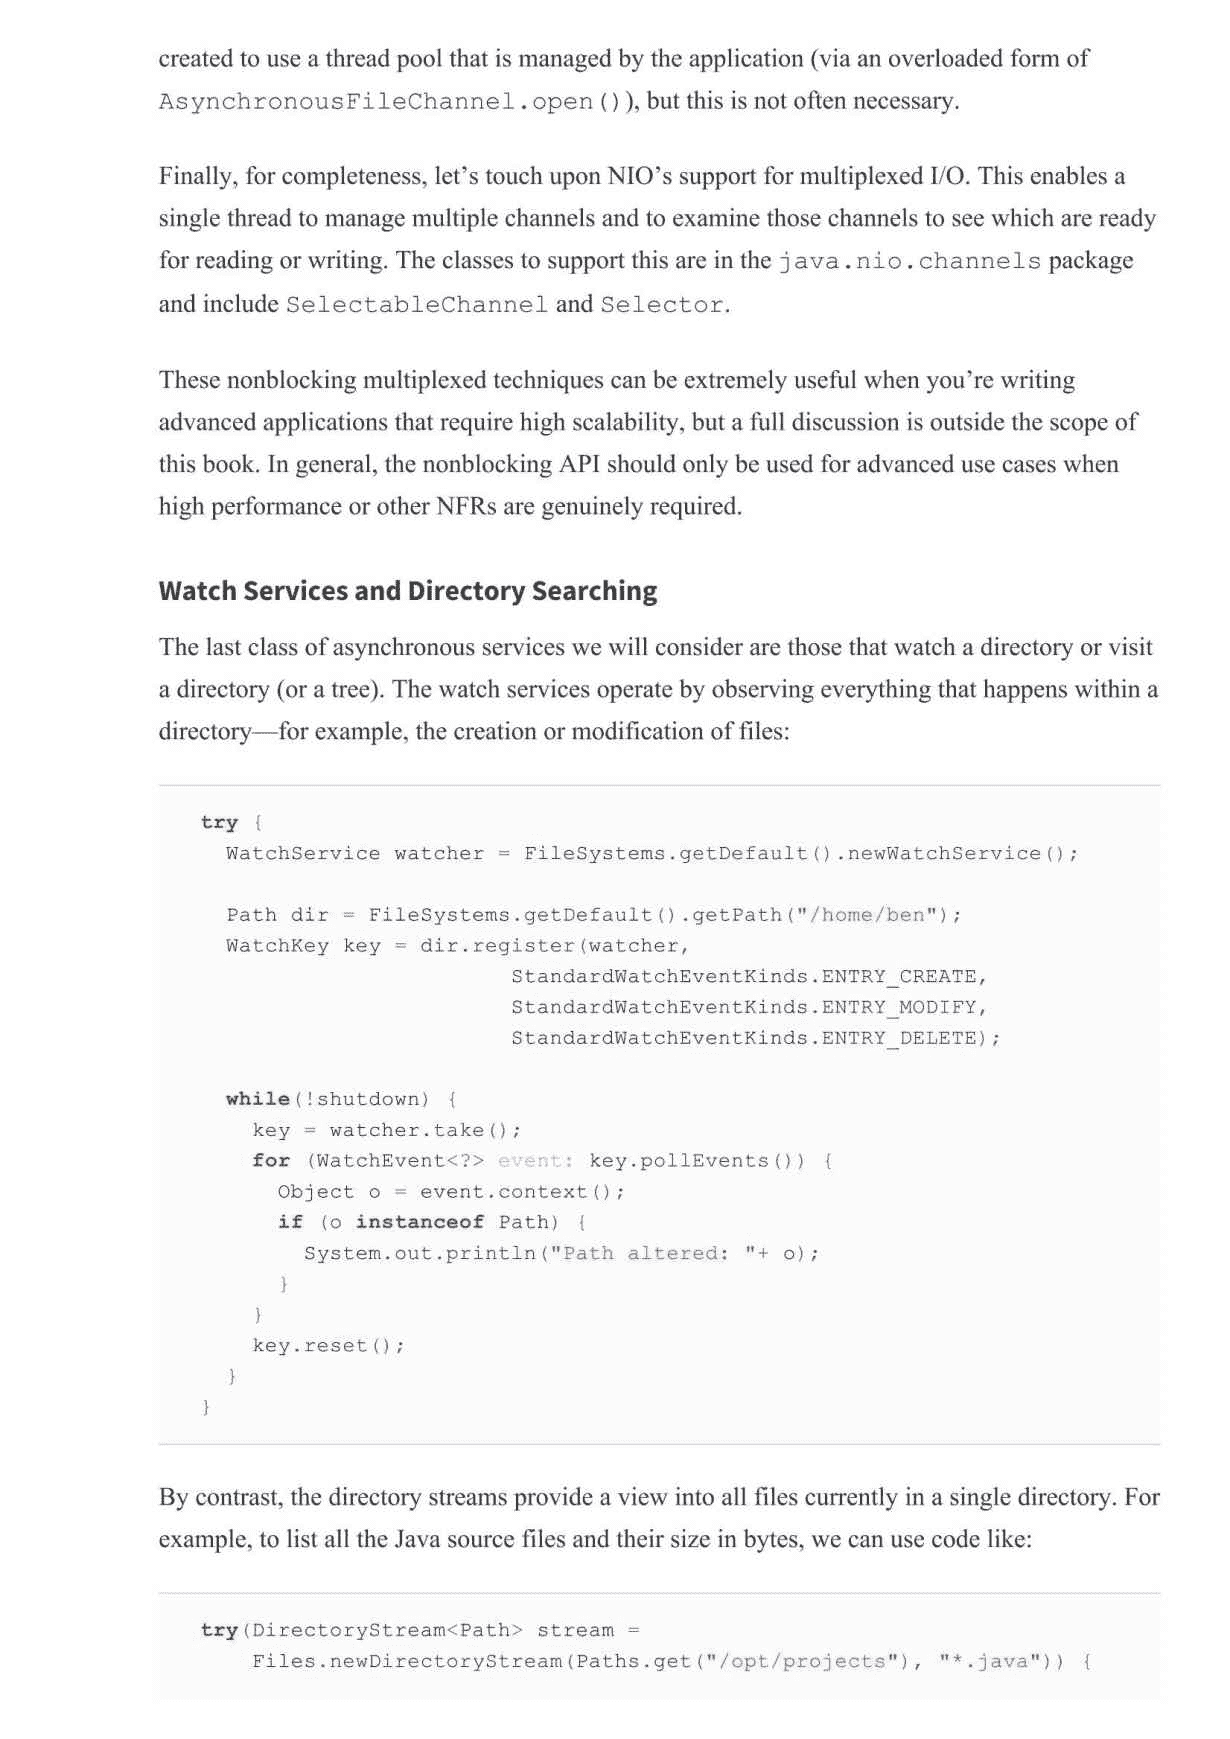 created to use a thread pool that is managed by the application (via an overloaded form of
AsynchronousFileChannel.open()), but this is not often necessary.
Finally, for completeness, let’s touch upon NIO’s support for multiplexed I/O. This enables a
single thread to manage multiple channels and to examine those channels to see which are ready
for reading or writing. The classes to support this are in the java.nio.channels package
and include SelectableChannel and Selector.
These nonblocking multiplexed techniques can be extremely useful when you’re writing
advanced applications that require high scalability, but a full discussion is outside the scope of
this book. In general, the nonblocking API should only be used for advanced use cases when
high performance or other NFRs are genuinely required.
Watch Services and Directory Searching
The last class of asynchronous services we will consider are those that watch a directory or visit
a directory (or a tree). The watch services operate by observing everything that happens within a
directory—for example, the creation or modification of files:
try {
  WatchService watcher = FileSystems.getDefault().newWatchService();
  Path dir = FileSystems.getDefault().getPath("/home/ben");
  WatchKey key = dir.register(watcher,
                        StandardWatchEventKinds.ENTRY_CREATE,
                        StandardWatchEventKinds.ENTRY_MODIFY,
                        StandardWatchEventKinds.ENTRY_DELETE);
  while(!shutdown) {
    key = watcher.take();
    for (WatchEvent<?> event: key.pollEvents()) {
      Object o = event.context();
      if (o instanceof Path) {
        System.out.println("Path altered: "+ o);
      }
    }
    key.reset();
  }
}
By contrast, the directory streams provide a view into all files currently in a single directory. For
example, to list all the Java source files and their size in bytes, we can use code like:
try(DirectoryStream<Path> stream =
    Files.newDirectoryStream(Paths.get("/opt/projects"), "*.java")) {